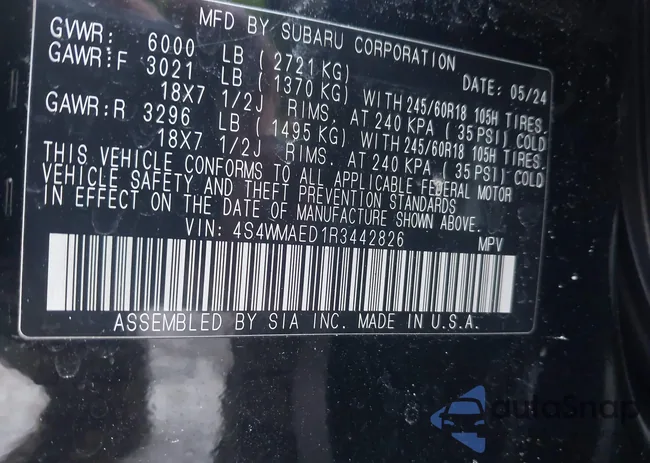 MFD BY SUBARU CORPORATION
GVWR: 6000 LB (2721 KG) DATE: 05/24
GAWR:F 3021 LB (1370 KG) WITH 245/60R18 105H TIRES.
18X7 1/2J RIMS. AT 240 KPA (35 PSI) COLD
GAWR:R 3296 LB (1495 KG) WITH 245/60R18 105H TIRES.
18X7 1/2J RIMS. AT 240 KPA (35 PSI) COLD
THIS VEHICLE CONFORMS TO ALL APPLICABLE FEDERAL MOTOR
VEHICLE SAFETY AND THEFT PREVENTION STANDARDS
IN EFFECT ON THE DATE OF MANUFACTURE SHOWN ABOVE.
VIN: 4S4WMAED1R3442826 MPV
ASSEMBLED BY SIA INC. MADE IN U.S.A.
autoSnap